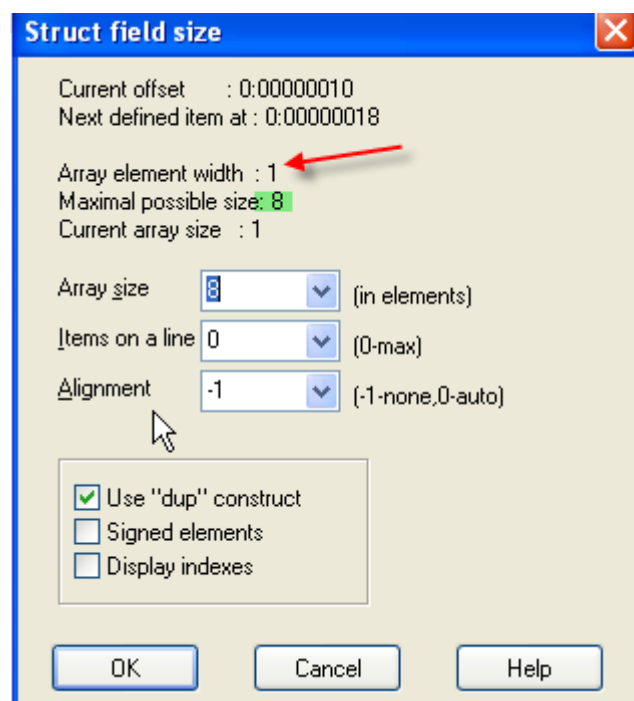 Struct field size
Current offset : 0:00000010
Next defined item at : 0:00000018
Array element width : 1
Maximal possible size: 8
Current array size : 1
Array size 8 (in elements)
Items on a line 0 (0-max)
Alignment -1 (-1-none,0-auto)
Use "dup" construct
Signed elements
Display indexes
OK Cancel Help